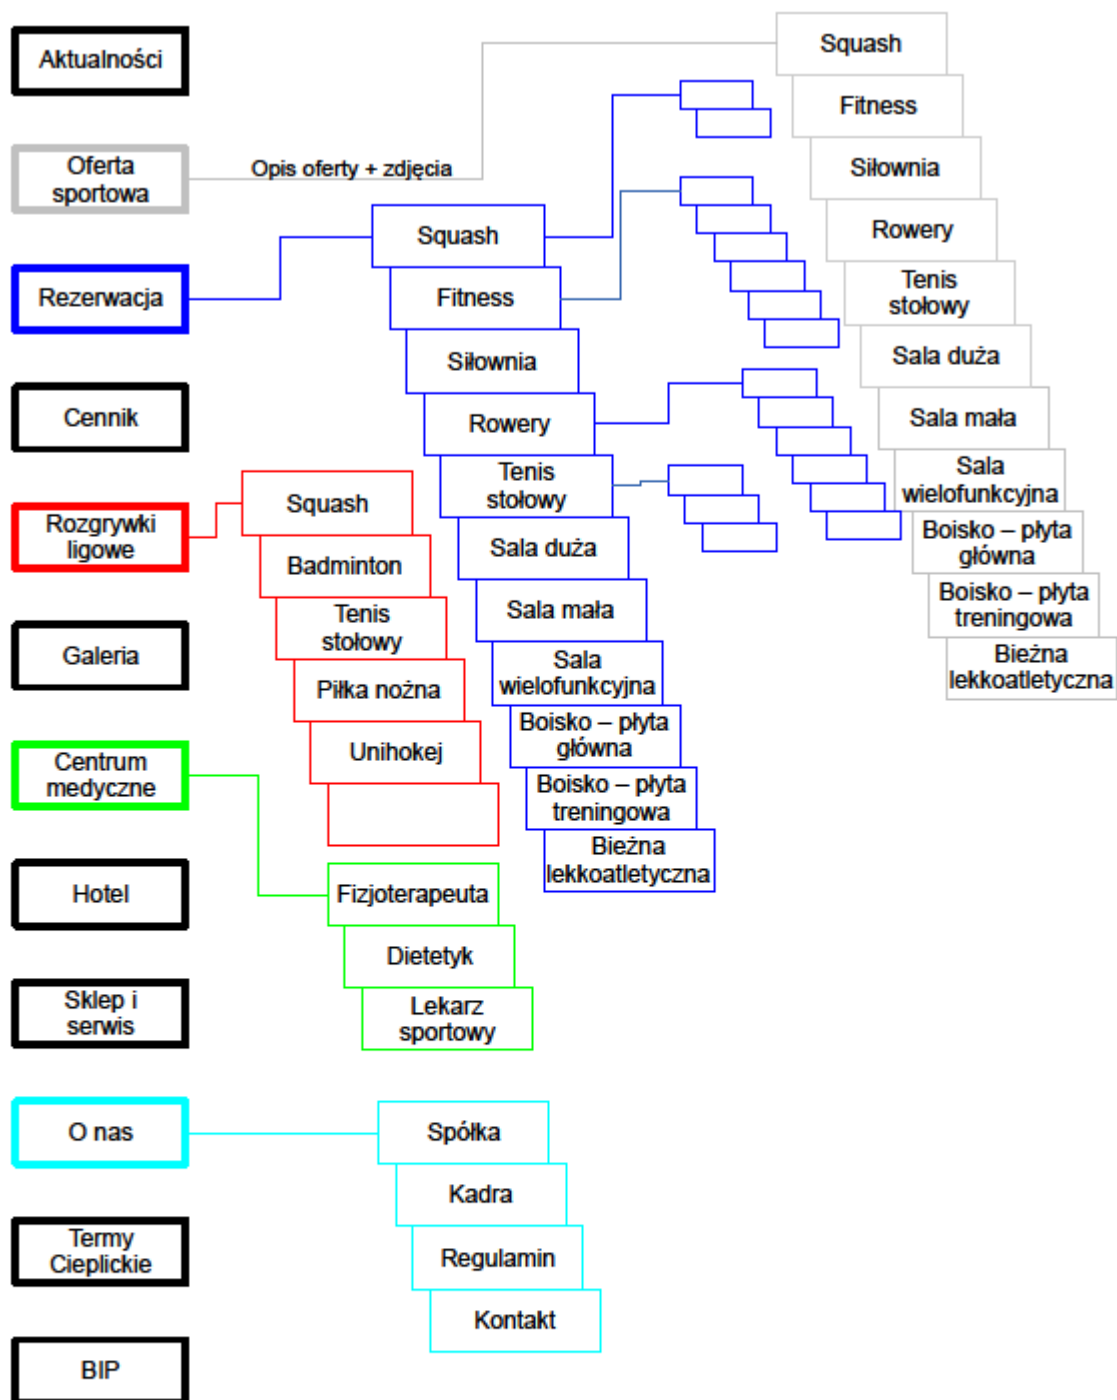 Aktualności
Oferta
sportowa
Opis oferty + zdjęcia
Squash
Fitness
Siłownia
Rowery
Tenis
stołowy
Sala duża
Sala mała
Sala
wielofunkcyjna
Boisko – płyta
główna
Boisko – płyta
treningowa
Bieżna
lekkoatletyczna
Rezerwacja
Squash
Fitness
Siłownia
Rowery
Tenis
stołowy
Sala duża
Sala mała
Sala
wielofunkcyjna
Boisko – płyta
główna
Boisko – płyta
treningowa
Bieżna
lekkoatletyczna
Cennik
Rozgrywki
ligowe
Squash
Badminton
Tenis
stołowy
Piłka nożna
Unihokej
Galeria
Centrum
medyczne
Fizjoterapeuta
Dietetyk
Lekarz
sportowy
Hotel
Sklep i
serwis
O nas
Spółka
Kadra
Regulamin
Kontakt
Termy
Cieplickie
BIP